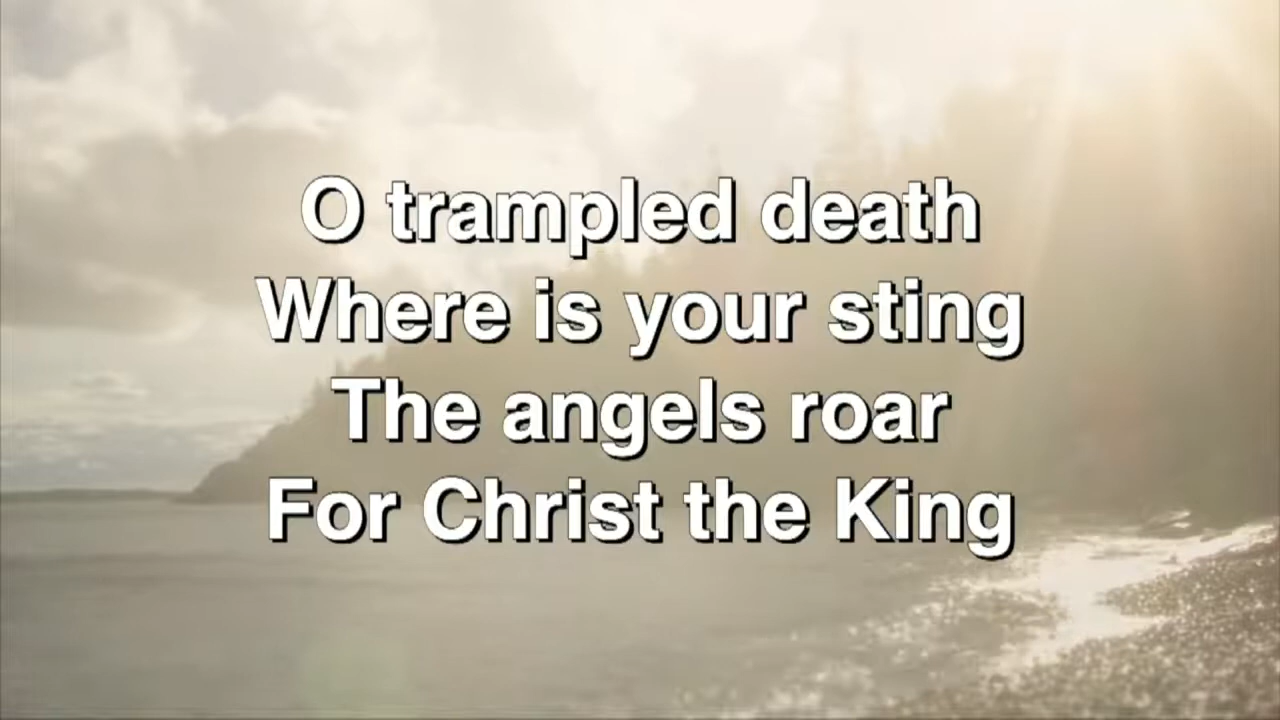 O trampled death
Where is your sting
The angels roar
For Christ the King